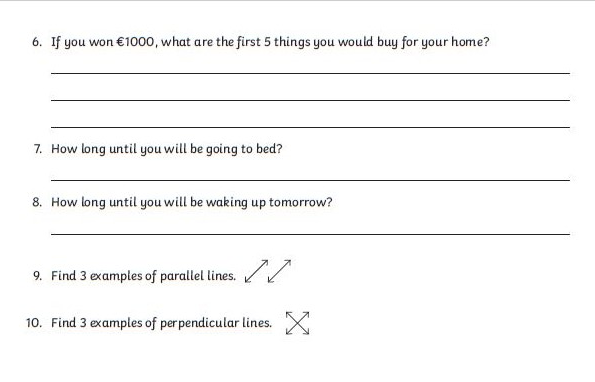 6. If you won €1000, what are the first 5 things you would buy for your home?
7. How long until you will be going to bed?
8. How long until you will be waking up tomorrow?
9. Find 3 examples of parallel lines.
10. Find 3 examples of perpendicular lines.